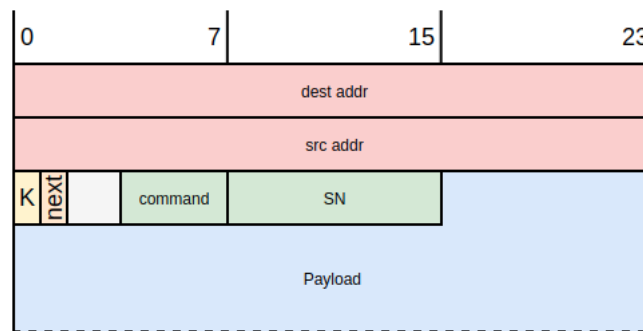 0 7 15 23
dest addr
src addr
K next command SN
Payload